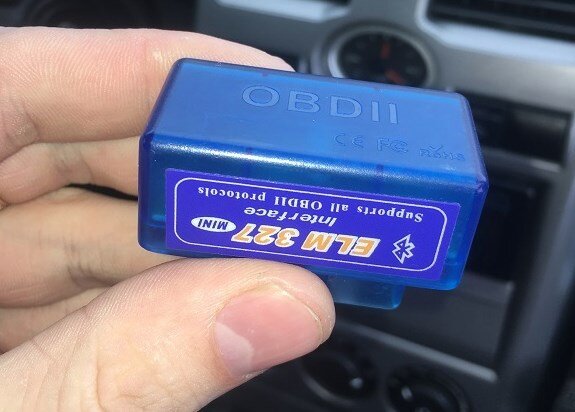 OBDII
CE FC RoHS
ELM 327 MINI
Interface
Supports all OBDII protocols